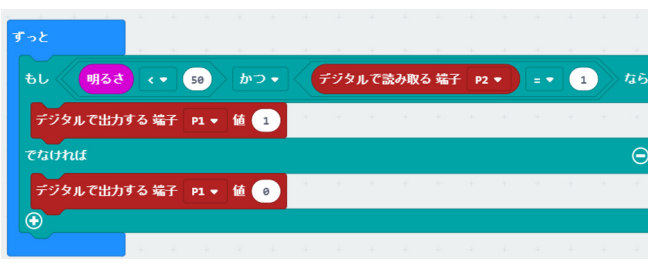 ずっと
もし 明るさ < ▼ 50 かつ ▼ デジタルで読み取る 端子 P2 ▼ = ▼ 1 なら
デジタルで出力する 端子 P1 ▼ 値 1
でなければ
デジタルで出力する 端子 P1 ▼ 値 0